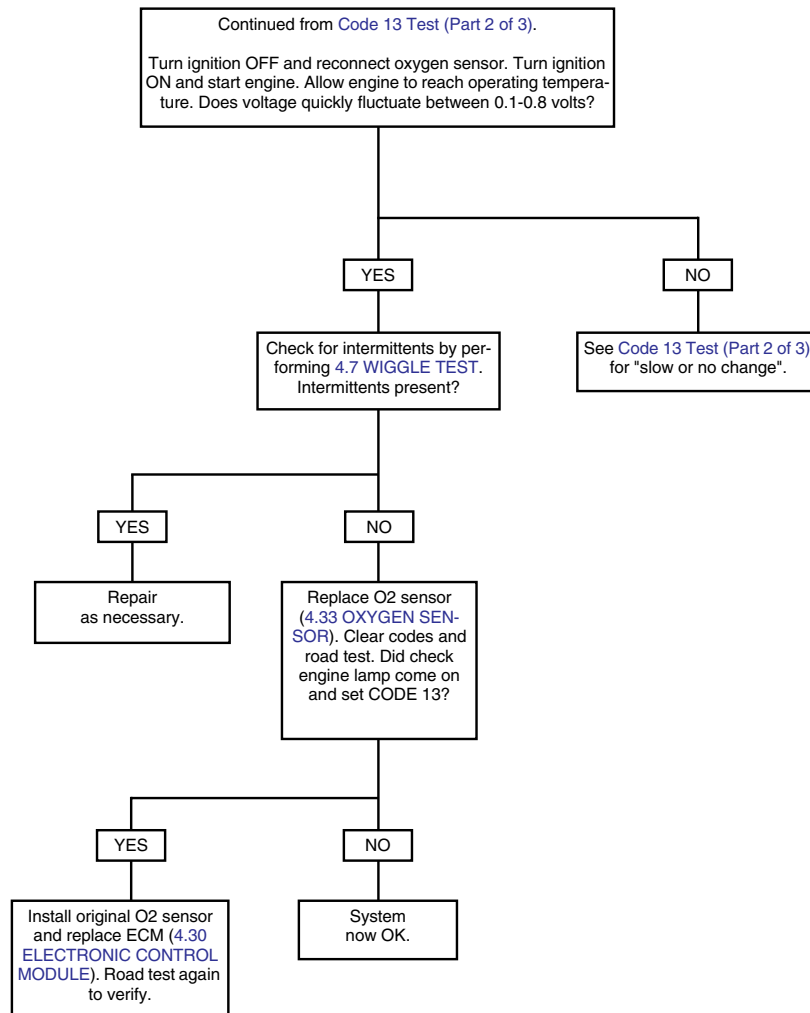 Continued from Code 13 Test (Part 2 of 3).
Turn ignition OFF and reconnect oxygen sensor. Turn ignition
ON and start engine. Allow engine to reach operating tempera-
ture. Does voltage quickly fluctuate between 0.1-0.8 volts?
YES
NO
Check for intermittents by per-
forming 4.7 WIGGLE TEST.
Intermittents present?
See Code 13 Test (Part 2 of 3)
for "slow or no change".
YES
NO
Repair
as necessary.
Replace O2 sensor
(4.33 OXYGEN SEN-
SOR). Clear codes and
road test. Did check
engine lamp come on
and set CODE 13?
YES
NO
Install original O2 sensor
and replace ECM (4.30
ELECTRONIC CONTROL
MODULE). Road test again
to verify.
System
now OK.